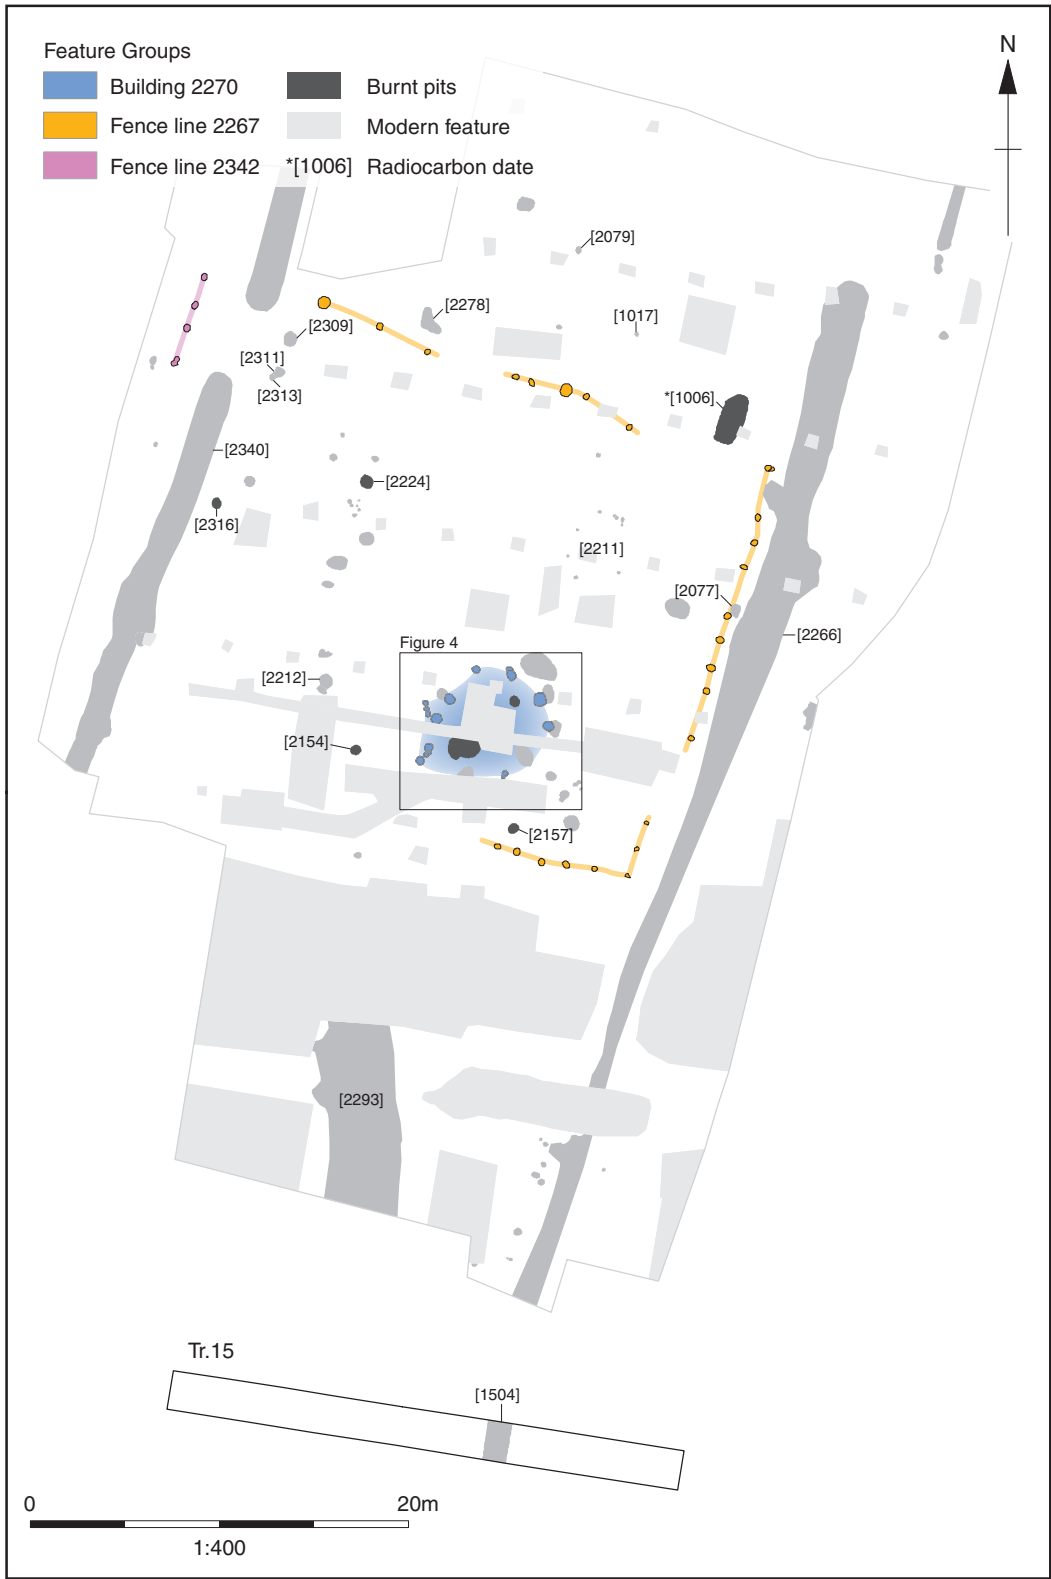 Feature Groups
Building 2270
Burnt pits
Fence line 2267
Modern feature
Fence line 2342
*[1006] Radiocarbon date
N
[2079]
[2278]
[1017]
[2309]
[2311]
[2313]
*[1006]
[2340]
[2224]
[2316]
[2211]
[2077]
[2266]
Figure 4
[2212]
[2154]
[2157]
[2293]
Tr.15
[1504]
0 20m
1:400